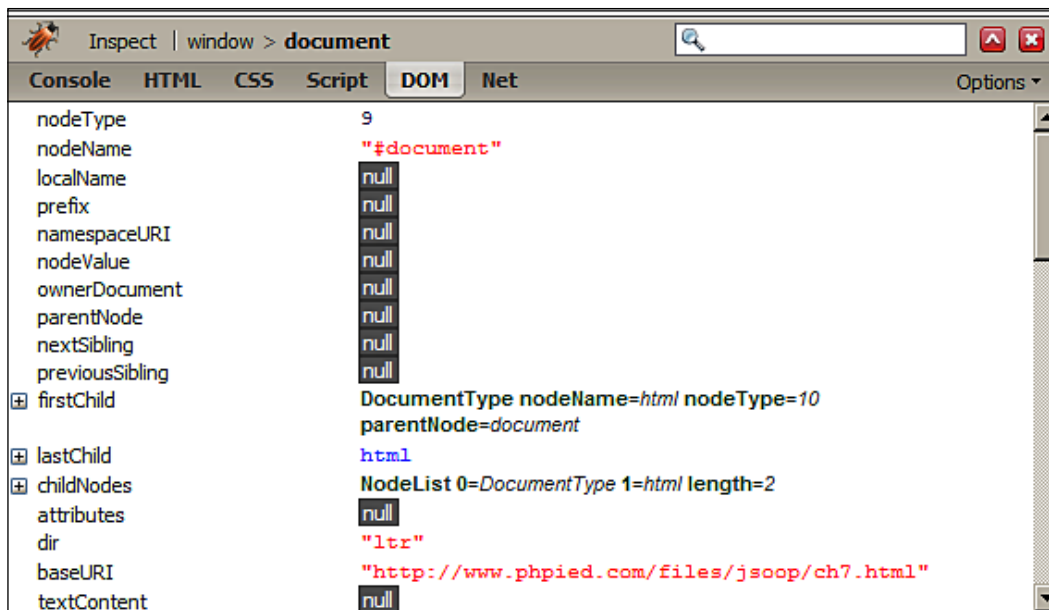 Inspect | window > document
Console HTML CSS Script DOM Net Options
nodeType 9
nodeName "#document"
localName null
prefix null
namespaceURI null
nodeValue null
ownerDocument null
parentNode null
nextSibling null
previousSibling null
firstChild DocumentType nodeName=html nodeType=10
parentNode=document
lastChild html
childNodes NodeList 0=DocumentType 1=html length=2
attributes null
dir "ltr"
baseURI "http://www.phpied.com/files/jsoop/ch7.html"
textContent null